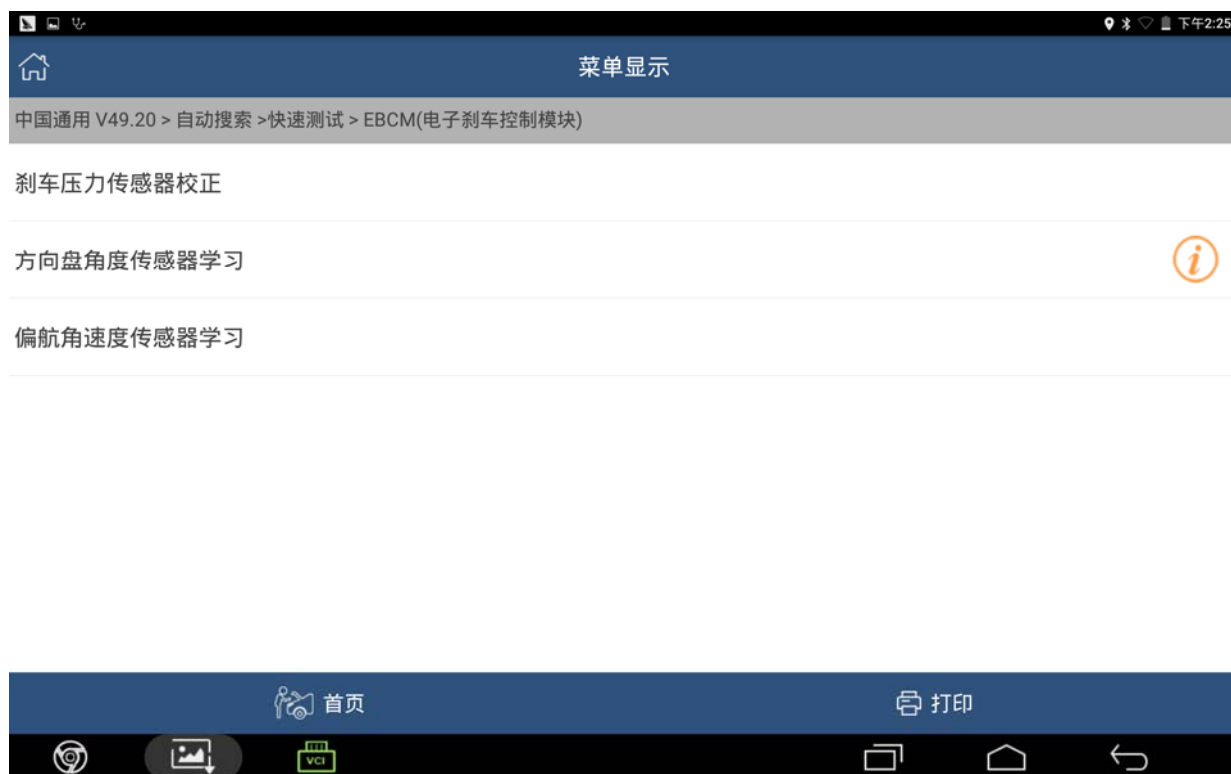 下午2:25
菜单显示
中国通用 V49.20 > 自动搜索 >快速测试 > EBCM(电子刹车控制模块)
刹车压力传感器校正
方向盘角度传感器学习
i
偏航角速度传感器学习
首页
打印
VCI